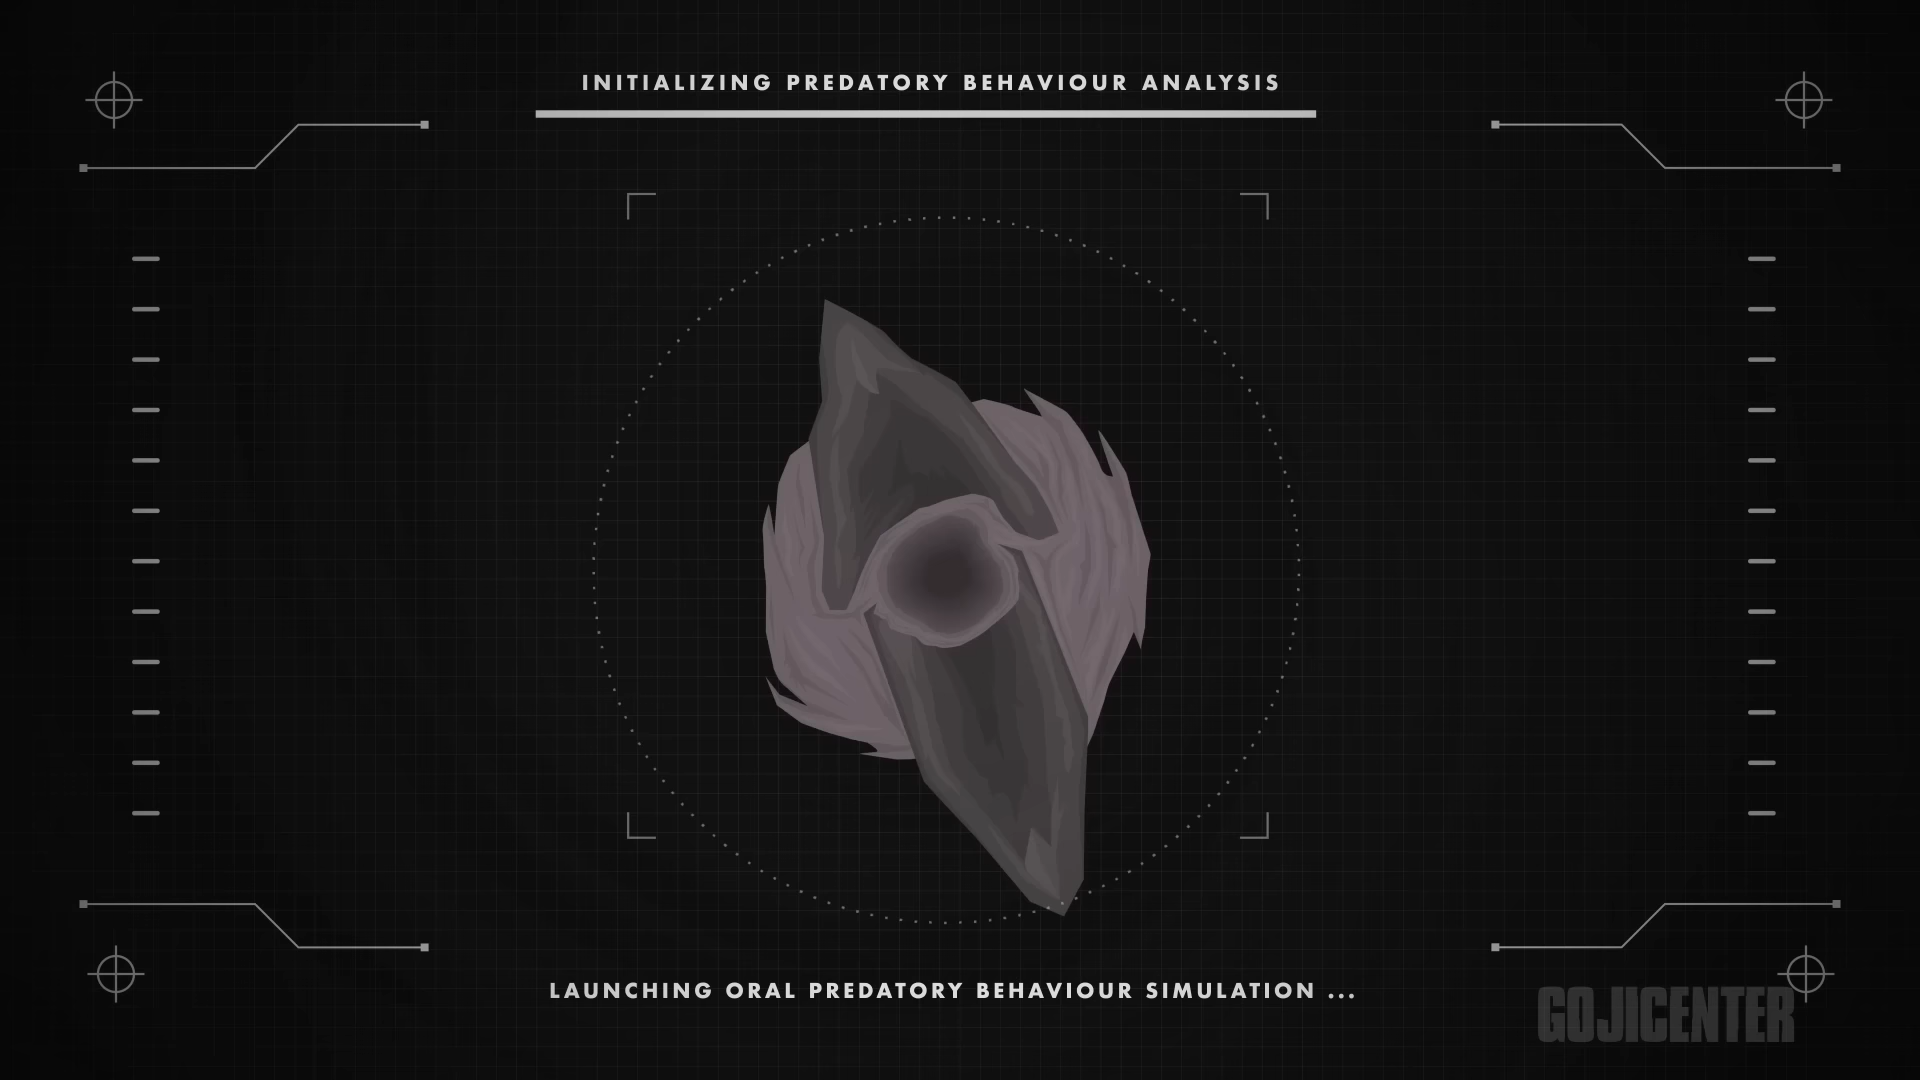 INITIALIZING PREDATORY BEHAVIOUR ANALYSIS
LAUNCHING ORAL PREDATORY BEHAVIOUR SIMULATION ...
GOJICENTER